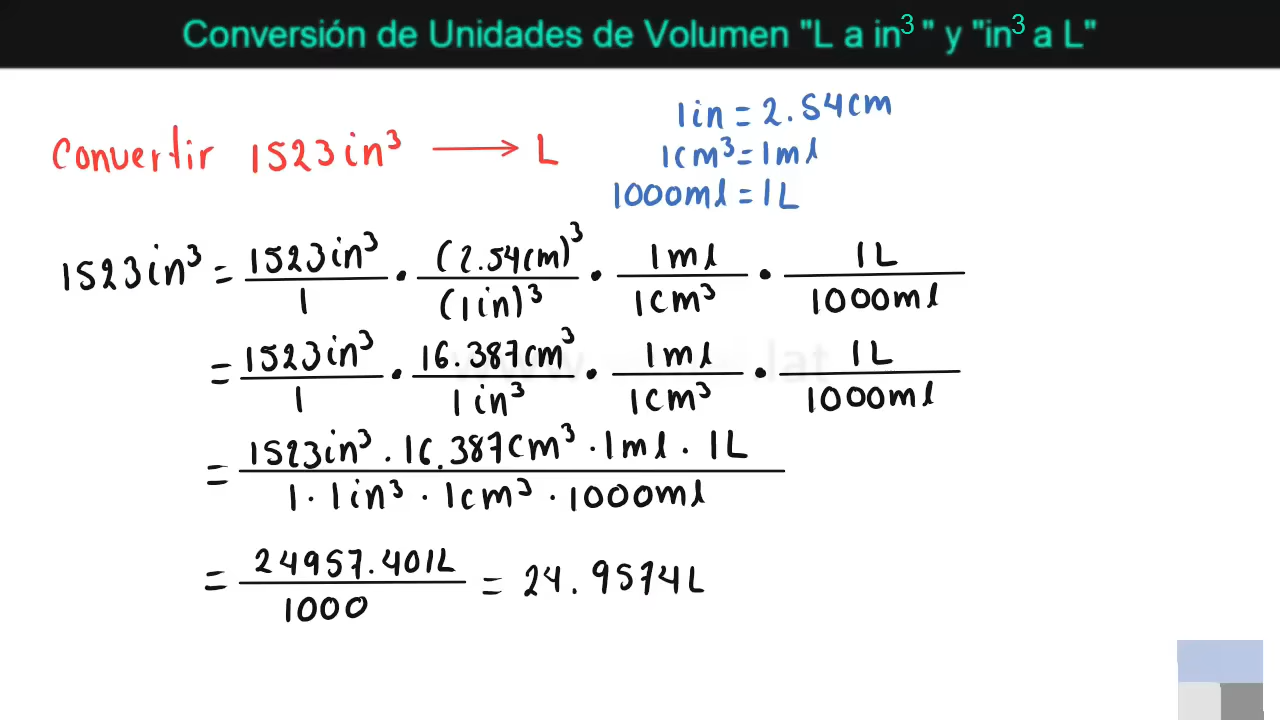 Conversión de Unidades de Volumen "L a in³ " y "in³ a L"
1in = 2.54cm
Convertir 1523in³ → L
1cm³ = 1ml
1000ml = 1L
1523in³ = 1523in³/1 · (2.54cm)³/(1in)³ · 1ml/1cm³ · 1L/1000ml
= 1523in³/1 · 16.387cm³/1in³ · 1ml/1cm³ · 1L/1000ml
= 1523in³ · 16.387cm³ · 1ml · 1L / 1 · 1in³ · 1cm³ · 1000ml
= 24957.401L/1000 = 24.9574L